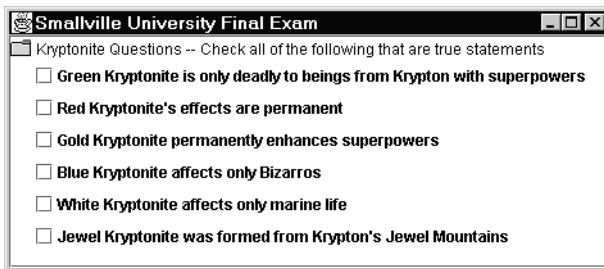 Smallville University Final Exam
Kryptonite Questions -- Check all of the following that are true statements
Green Kryptonite is only deadly to beings from Krypton with superpowers
Red Kryptonite's effects are permanent
Gold Kryptonite permanently enhances superpowers
Blue Kryptonite affects only Bizarros
White Kryptonite affects only marine life
Jewel Kryptonite was formed from Krypton's Jewel Mountains